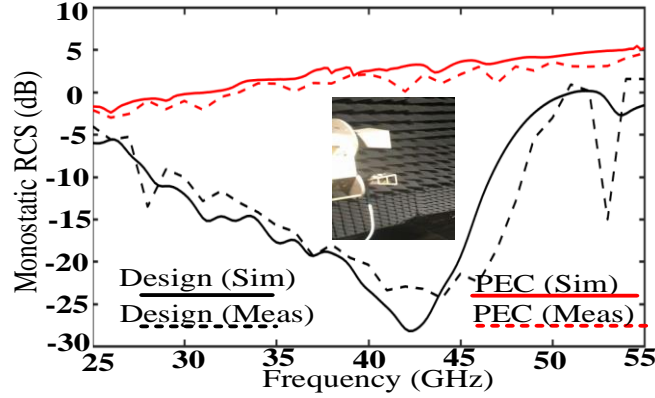 10
5
0
-5
-10
-15
-20
-25
-30
Monostatic RCS (dB)
Design (Sim)
Design (Meas)
PEC (Sim)
PEC (Meas)
25 30 35 40 45 50 55
Frequency (GHz)